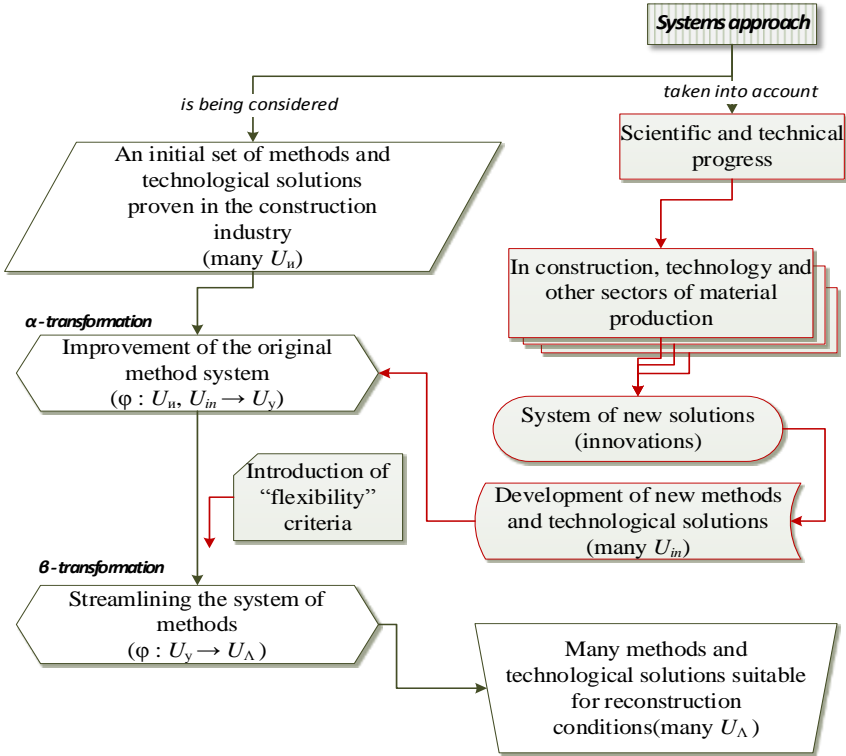 Systems approach
is being considered
taken into account
An initial set of methods and
technological solutions
proven in the construction
industry
(many Uи)
Scientific and technical
progress
In construction, technology and
other sectors of material
production
α - transformation
Improvement of the original
method system
(φ : Uи, Uin → Uу)
System of new solutions
(innovations)
Introduction of
“flexibility”
criteria
Development of new methods
and technological solutions
(many Uin)
β - transformation
Streamlining the system of
methods
(φ : Uу → UΛ )
Many methods and
technological solutions suitable
for reconstruction
conditions(many UΛ )